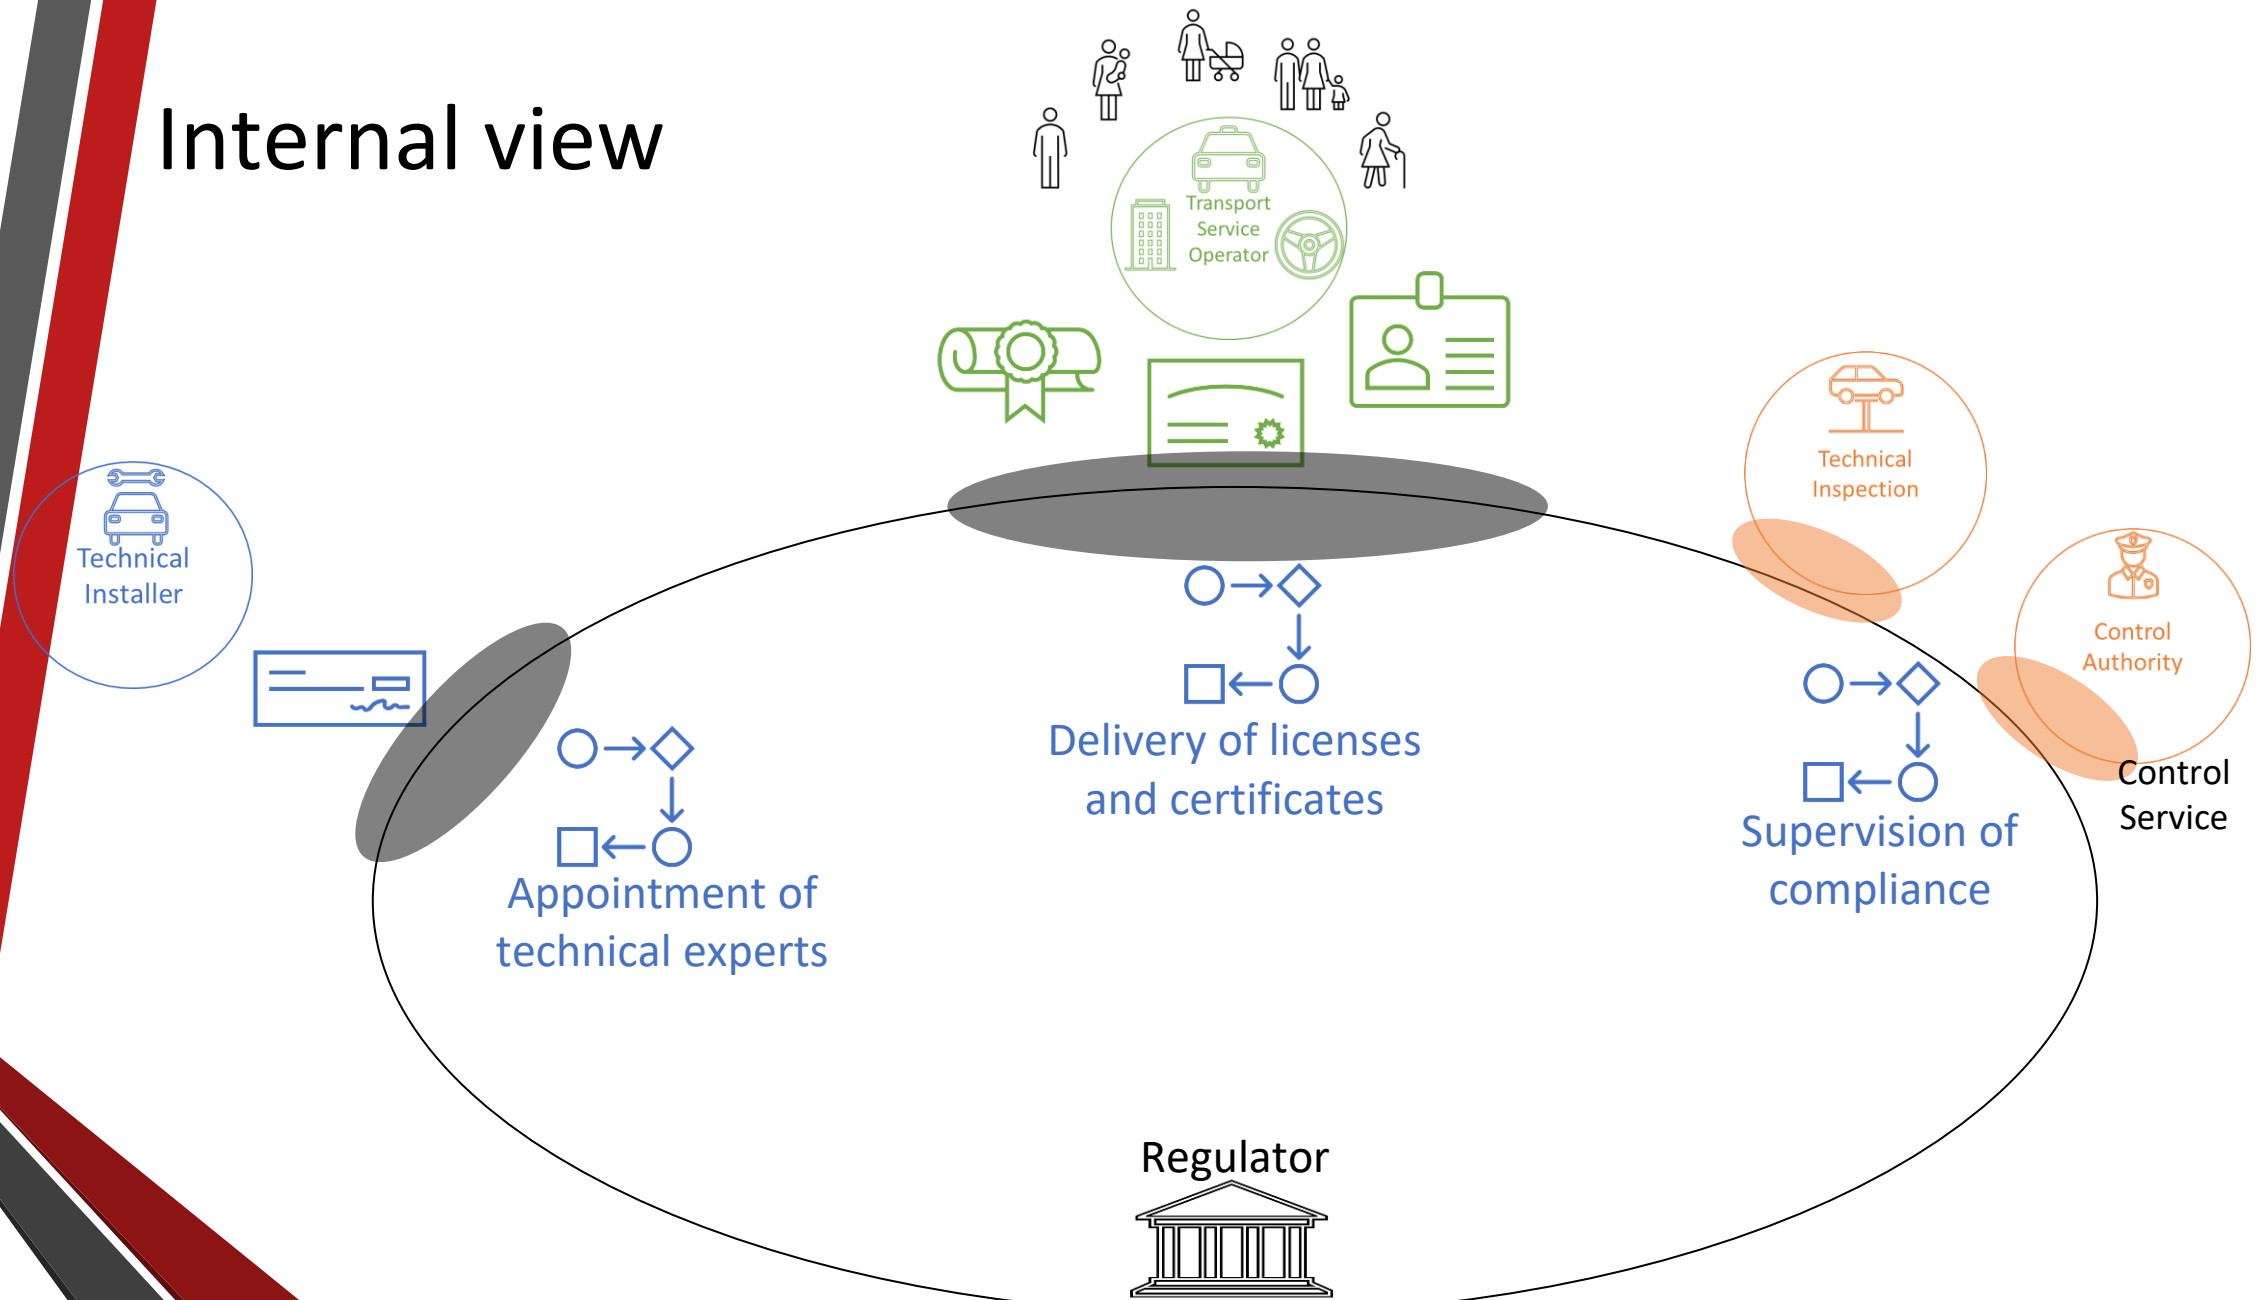 Internal view
Transport
Service
Operator
Technical
Inspection
Technical
Installer
Control
Authority
Control
Service
Delivery of licenses
and certificates
Supervision of
compliance
Appointment of
technical experts
Regulator